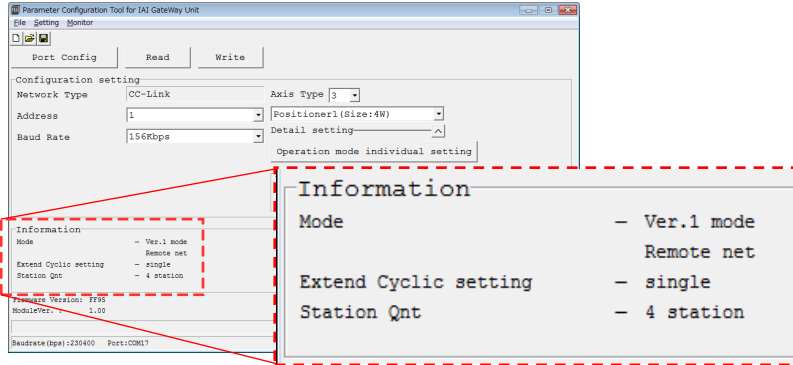 Parameter Configuration Tool for IAI GateWay Unit
File Setting Monitor
Port Config Read Write
Configuration setting
Network Type CC-Link Axis Type 3
Address 1 Positioner1(Size:4W)
Baud Rate 156Kbps Detail setting
Operation mode individual setting
Information
Mode — Ver.1 mode
Remote net
Extend Cyclic setting — single
Station Qnt — 4 station
Firmware Version: FF95
ModuleVer. : 1.00
Baudrate(bps):230400 Port:COM17
Information
Mode — Ver.1 mode
Remote net
Extend Cyclic setting — single
Station Qnt — 4 station